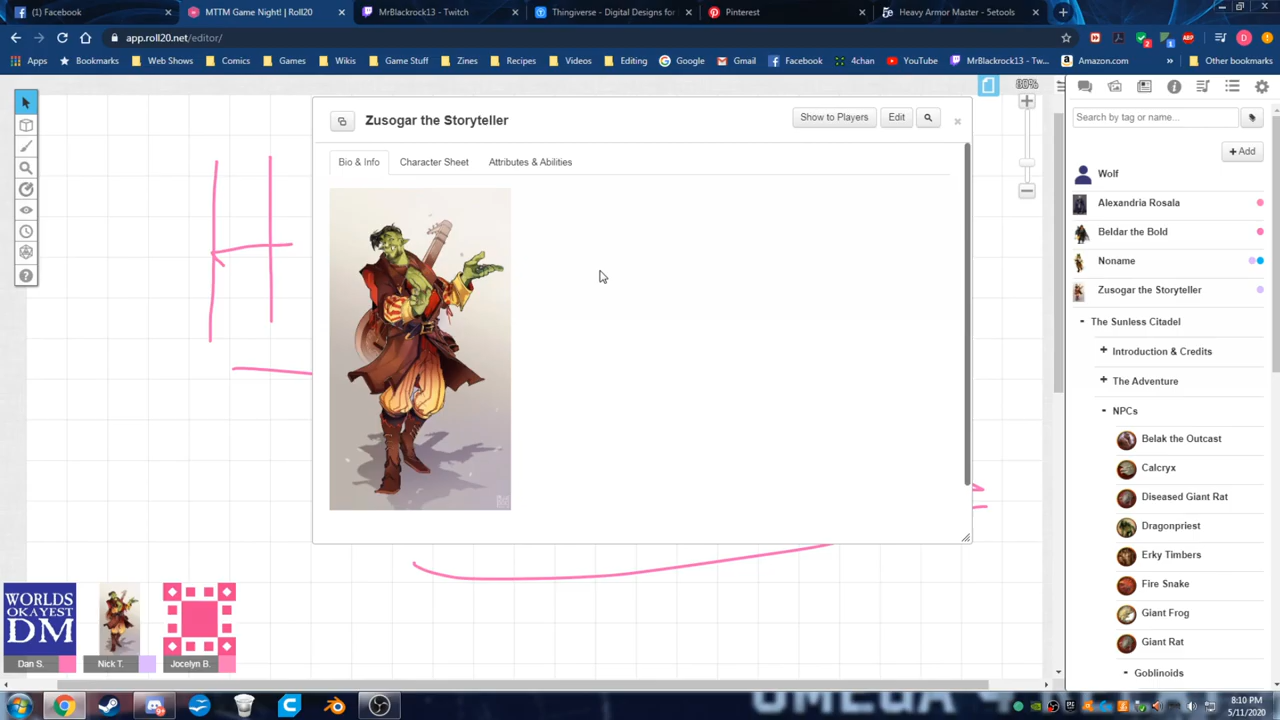 (1) Facebook
MTTM Game Night! | Roll20
MrBlackrock13 - Twitch
Thingiverse - Digital Designs for
Pinterest
Heavy Armor Master - 5etools
app.roll20.net/editor/
Apps
Bookmarks
Web Shows
Comics
Games
Wikis
Game Stuff
Zines
Recipes
Videos
Editing
Google
Gmail
Facebook
4chan
YouTube
MrBlackrock13 - Tw...
Amazon.com
»
Other bookmarks
80%
Zusogar the Storyteller
Show to Players
Edit
Bio & Info
Character Sheet
Attributes & Abilities
H
Search by tag or name...
+ Add
Wolf
Alexandria Rosala
Beldar the Bold
Noname
Zusogar the Storyteller
The Sunless Citadel
Introduction & Credits
The Adventure
NPCs
Belak the Outcast
Calcryx
Diseased Giant Rat
Dragonpriest
Erky Timbers
Fire Snake
Giant Frog
Giant Rat
Goblinoids
WORLDS
OKAYEST
DM
Dan S.
Nick T.
Jocelyn B.
8:10 PM
5/11/2020